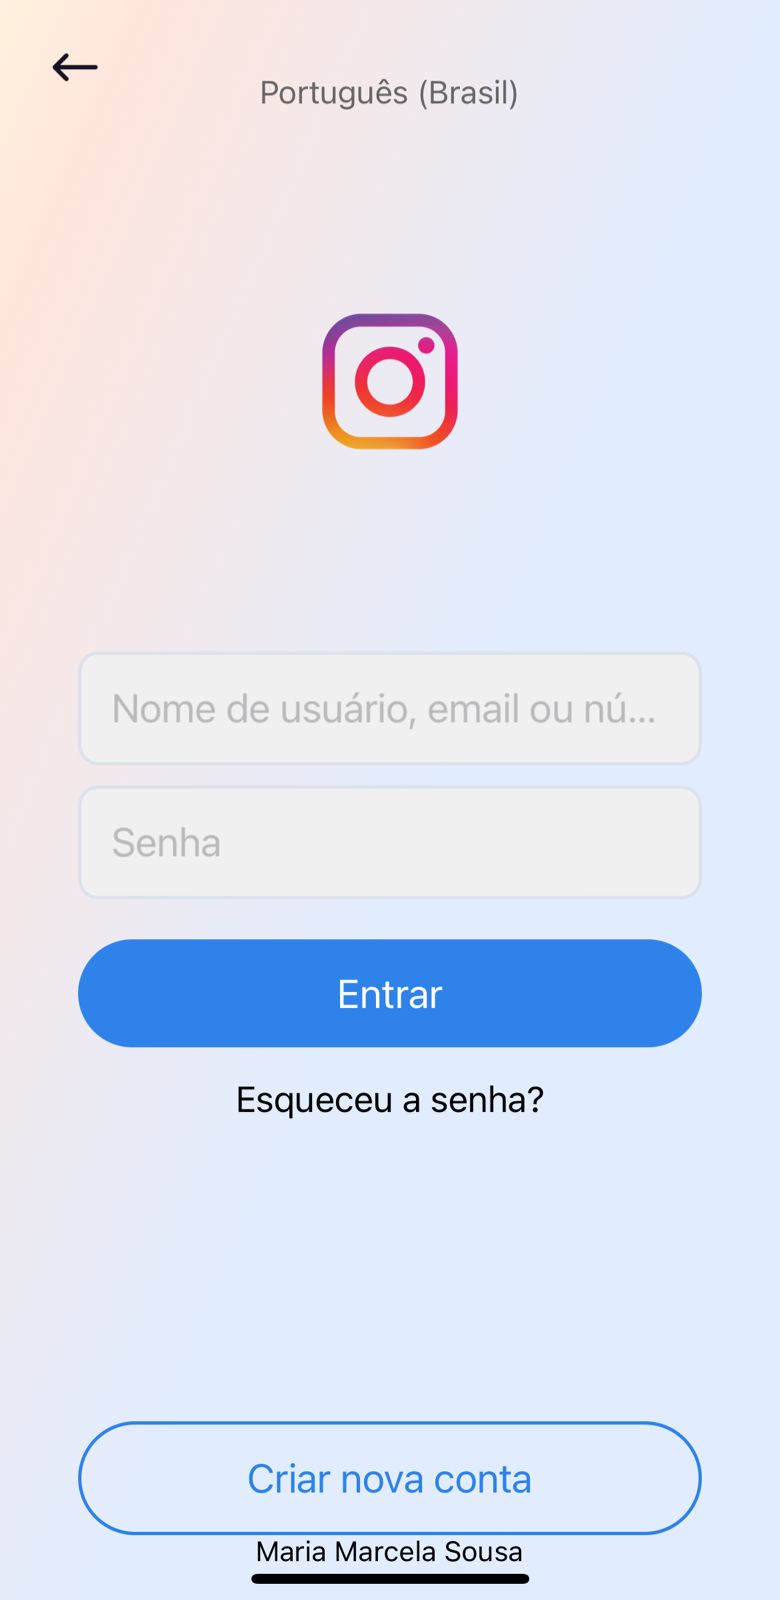 Português (Brasil)
Nome de usuário, email ou nú...
Senha
Entrar
Esqueceu a senha?
Criar nova conta
Maria Marcela Sousa